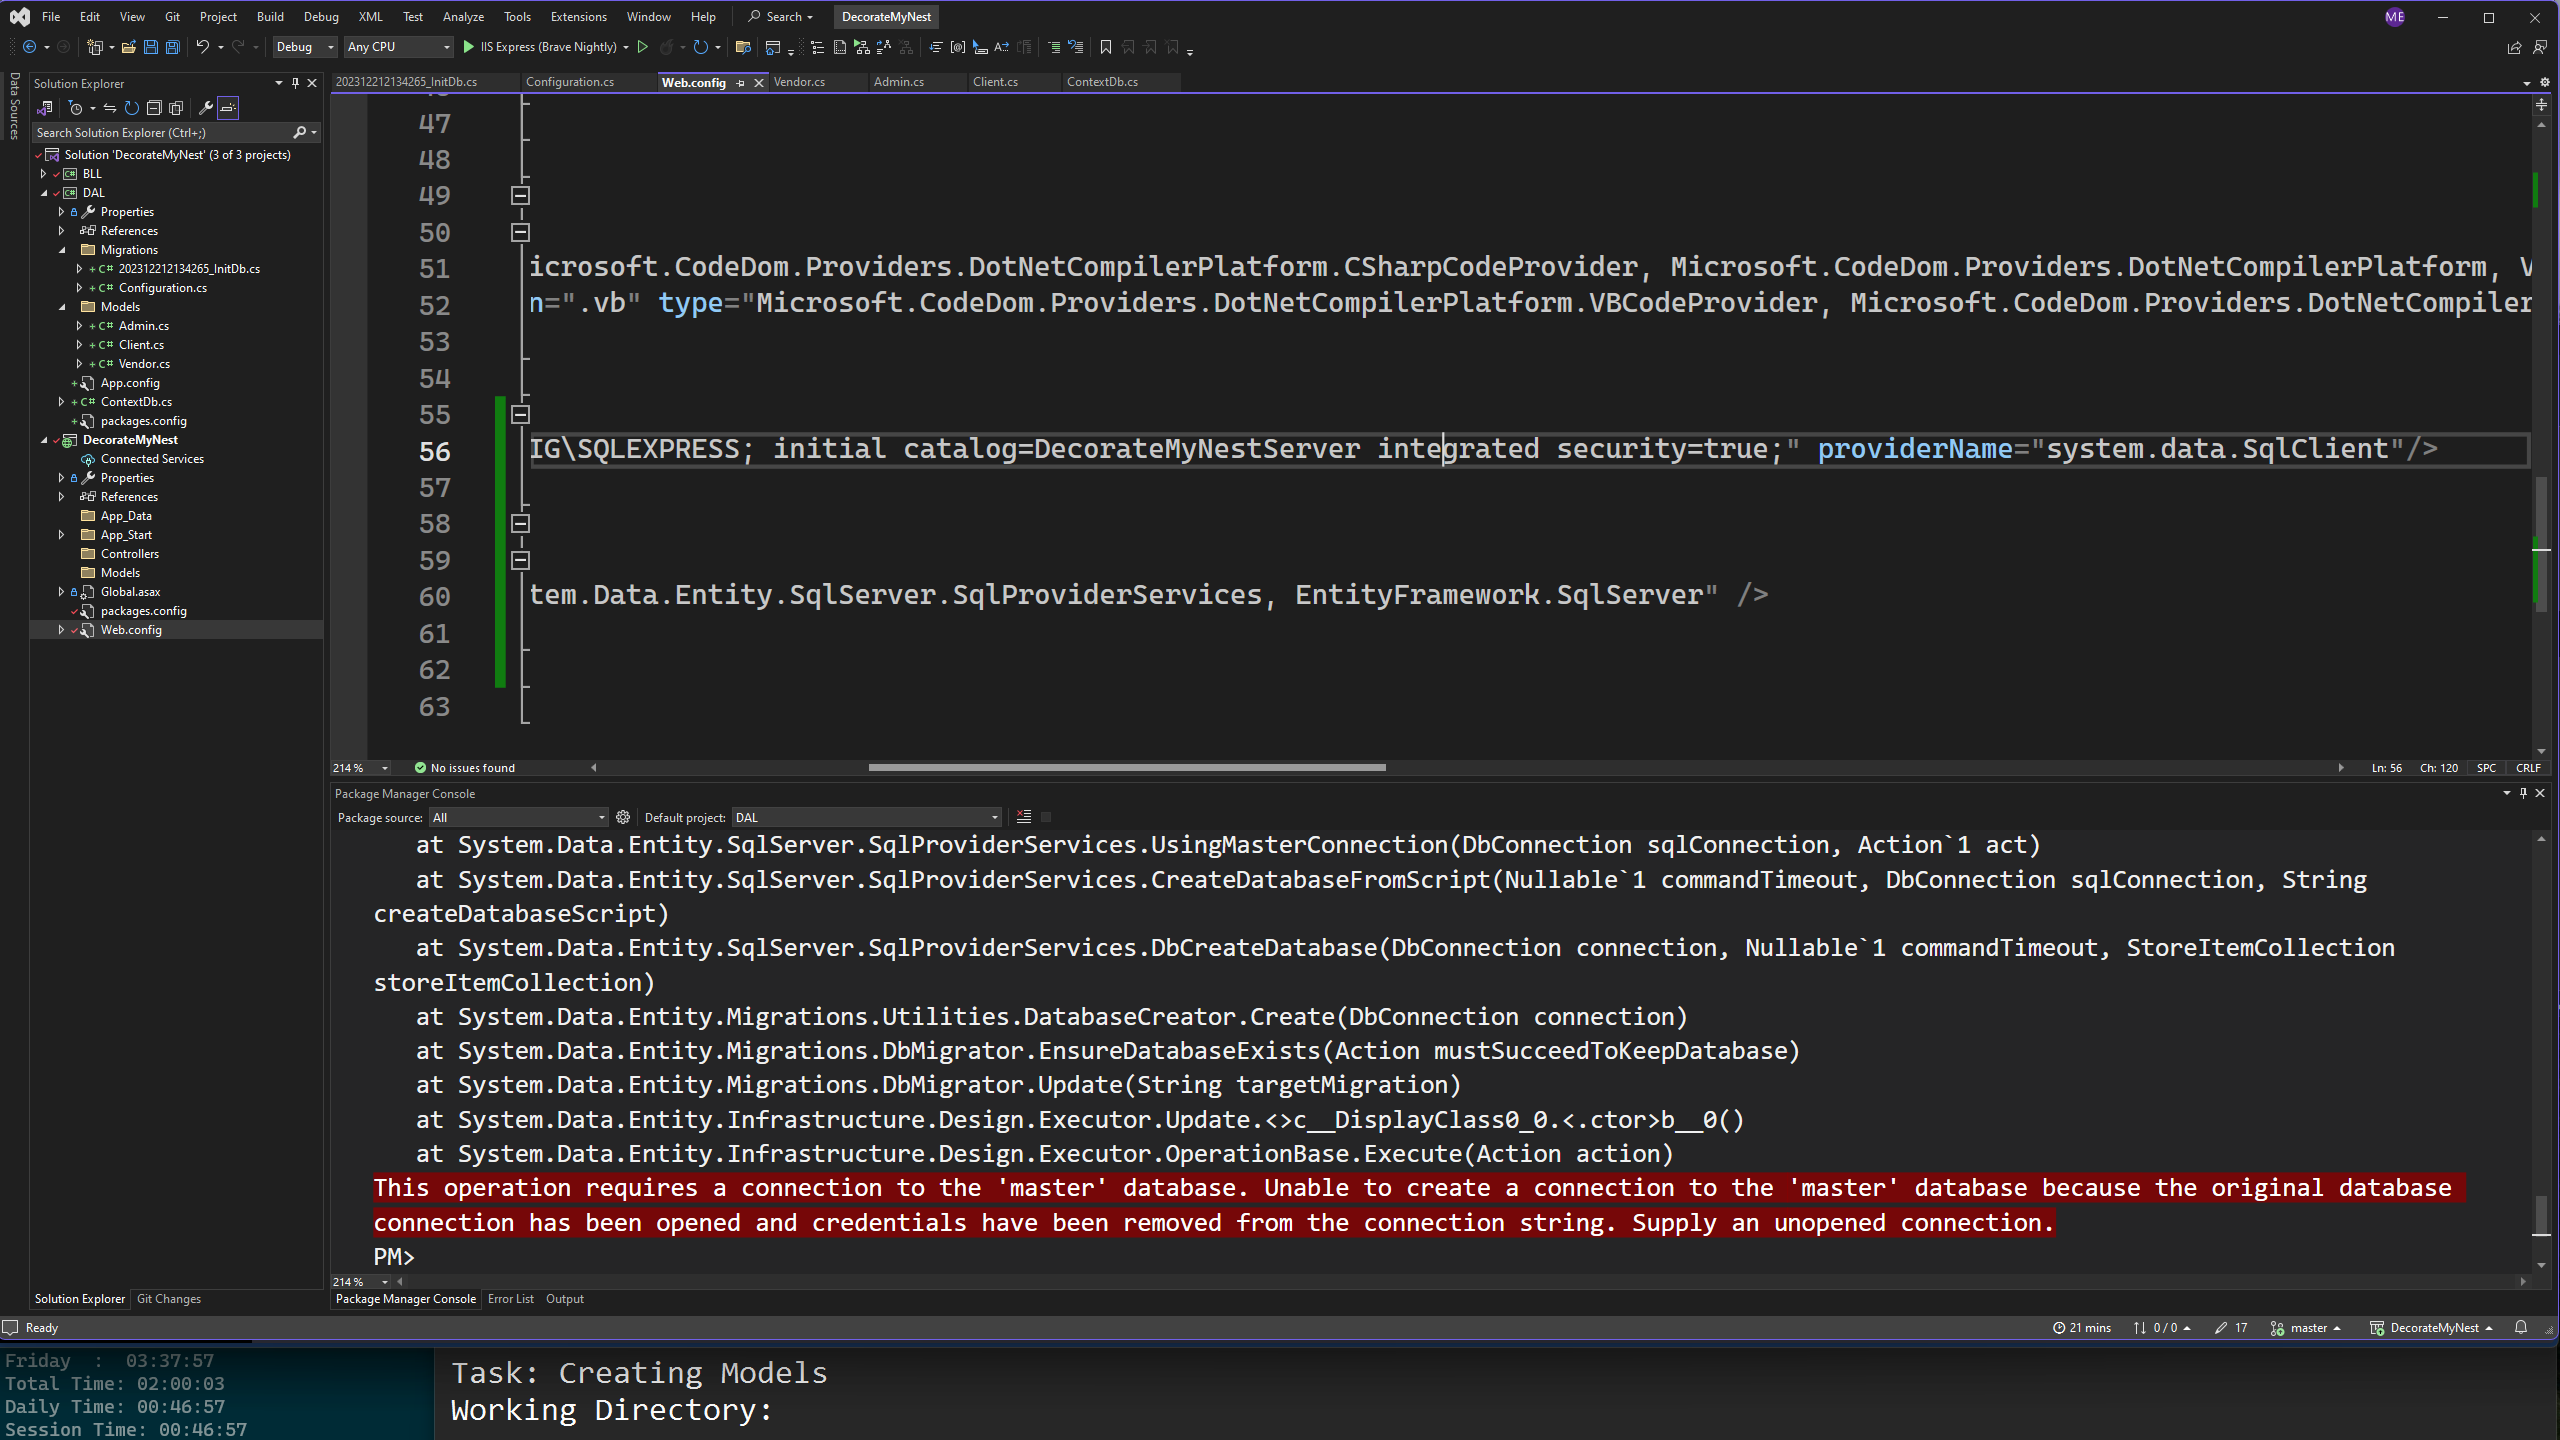 File Edit View Git Project Build Debug XML Test Analyze Tools Extensions Window Help Search DecorateMyNest ME
Debug Any CPU IIS Express (Brave Nightly)
Data Sources
Solution Explorer
Search Solution Explorer (Ctrl+;)
Solution 'DecorateMyNest' (3 of 3 projects)
BLL
DAL
Properties
References
Migrations
202312212134265_InitDb.cs
Configuration.cs
Models
Admin.cs
Client.cs
Vendor.cs
App.config
ContextDb.cs
packages.config
DecorateMyNest
Connected Services
Properties
References
App_Data
App_Start
Controllers
Models
Global.asax
packages.config
Web.config
Solution Explorer Git Changes
202312212134265_InitDb.cs Configuration.cs Web.config Vendor.cs Admin.cs Client.cs ContextDb.cs
47
48
49
50
51 icrosoft.CodeDom.Providers.DotNetCompilerPlatform.CSharpCodeProvider, Microsoft.CodeDom.Providers.DotNetCompilerPlatform, V
52 n=".vb" type="Microsoft.CodeDom.Providers.DotNetCompilerPlatform.VBCodeProvider, Microsoft.CodeDom.Providers.DotNetCompiler
53
54
55
56 IG\SQLEXPRESS; initial catalog=DecorateMyNestServer integrated security=true;" providerName="system.data.SqlClient"/>
57
58
59
60 tem.Data.Entity.SqlServer.SqlProviderServices, EntityFramework.SqlServer" />
61
62
63
214 % No issues found Ln: 56 Ch: 120 SPC CRLF
Package Manager Console
Package source: All Default project: DAL
at System.Data.Entity.SqlServer.SqlProviderServices.UsingMasterConnection(DbConnection sqlConnection, Action`1 act)
at System.Data.Entity.SqlServer.SqlProviderServices.CreateDatabaseFromScript(Nullable`1 commandTimeout, DbConnection sqlConnection, String
createDatabaseScript)
at System.Data.Entity.SqlServer.SqlProviderServices.DbCreateDatabase(DbConnection connection, Nullable`1 commandTimeout, StoreItemCollection
storeItemCollection)
at System.Data.Entity.Migrations.Utilities.DatabaseCreator.Create(DbConnection connection)
at System.Data.Entity.Migrations.DbMigrator.EnsureDatabaseExists(Action mustSucceedToKeepDatabase)
at System.Data.Entity.Migrations.DbMigrator.Update(String targetMigration)
at System.Data.Entity.Infrastructure.Design.Executor.Update.<>c__DisplayClass0_0.<.ctor>b__0()
at System.Data.Entity.Infrastructure.Design.Executor.OperationBase.Execute(Action action)
This operation requires a connection to the 'master' database. Unable to create a connection to the 'master' database because the original database
connection has been opened and credentials have been removed from the connection string. Supply an unopened connection.
PM>
214 %
Package Manager Console Error List Output
Ready 21 mins 0 / 0 17 master DecorateMyNest
Friday : 03:37:57
Total Time: 02:00:03
Daily Time: 00:46:57
Session Time: 00:46:57
Task: Creating Models
Working Directory: